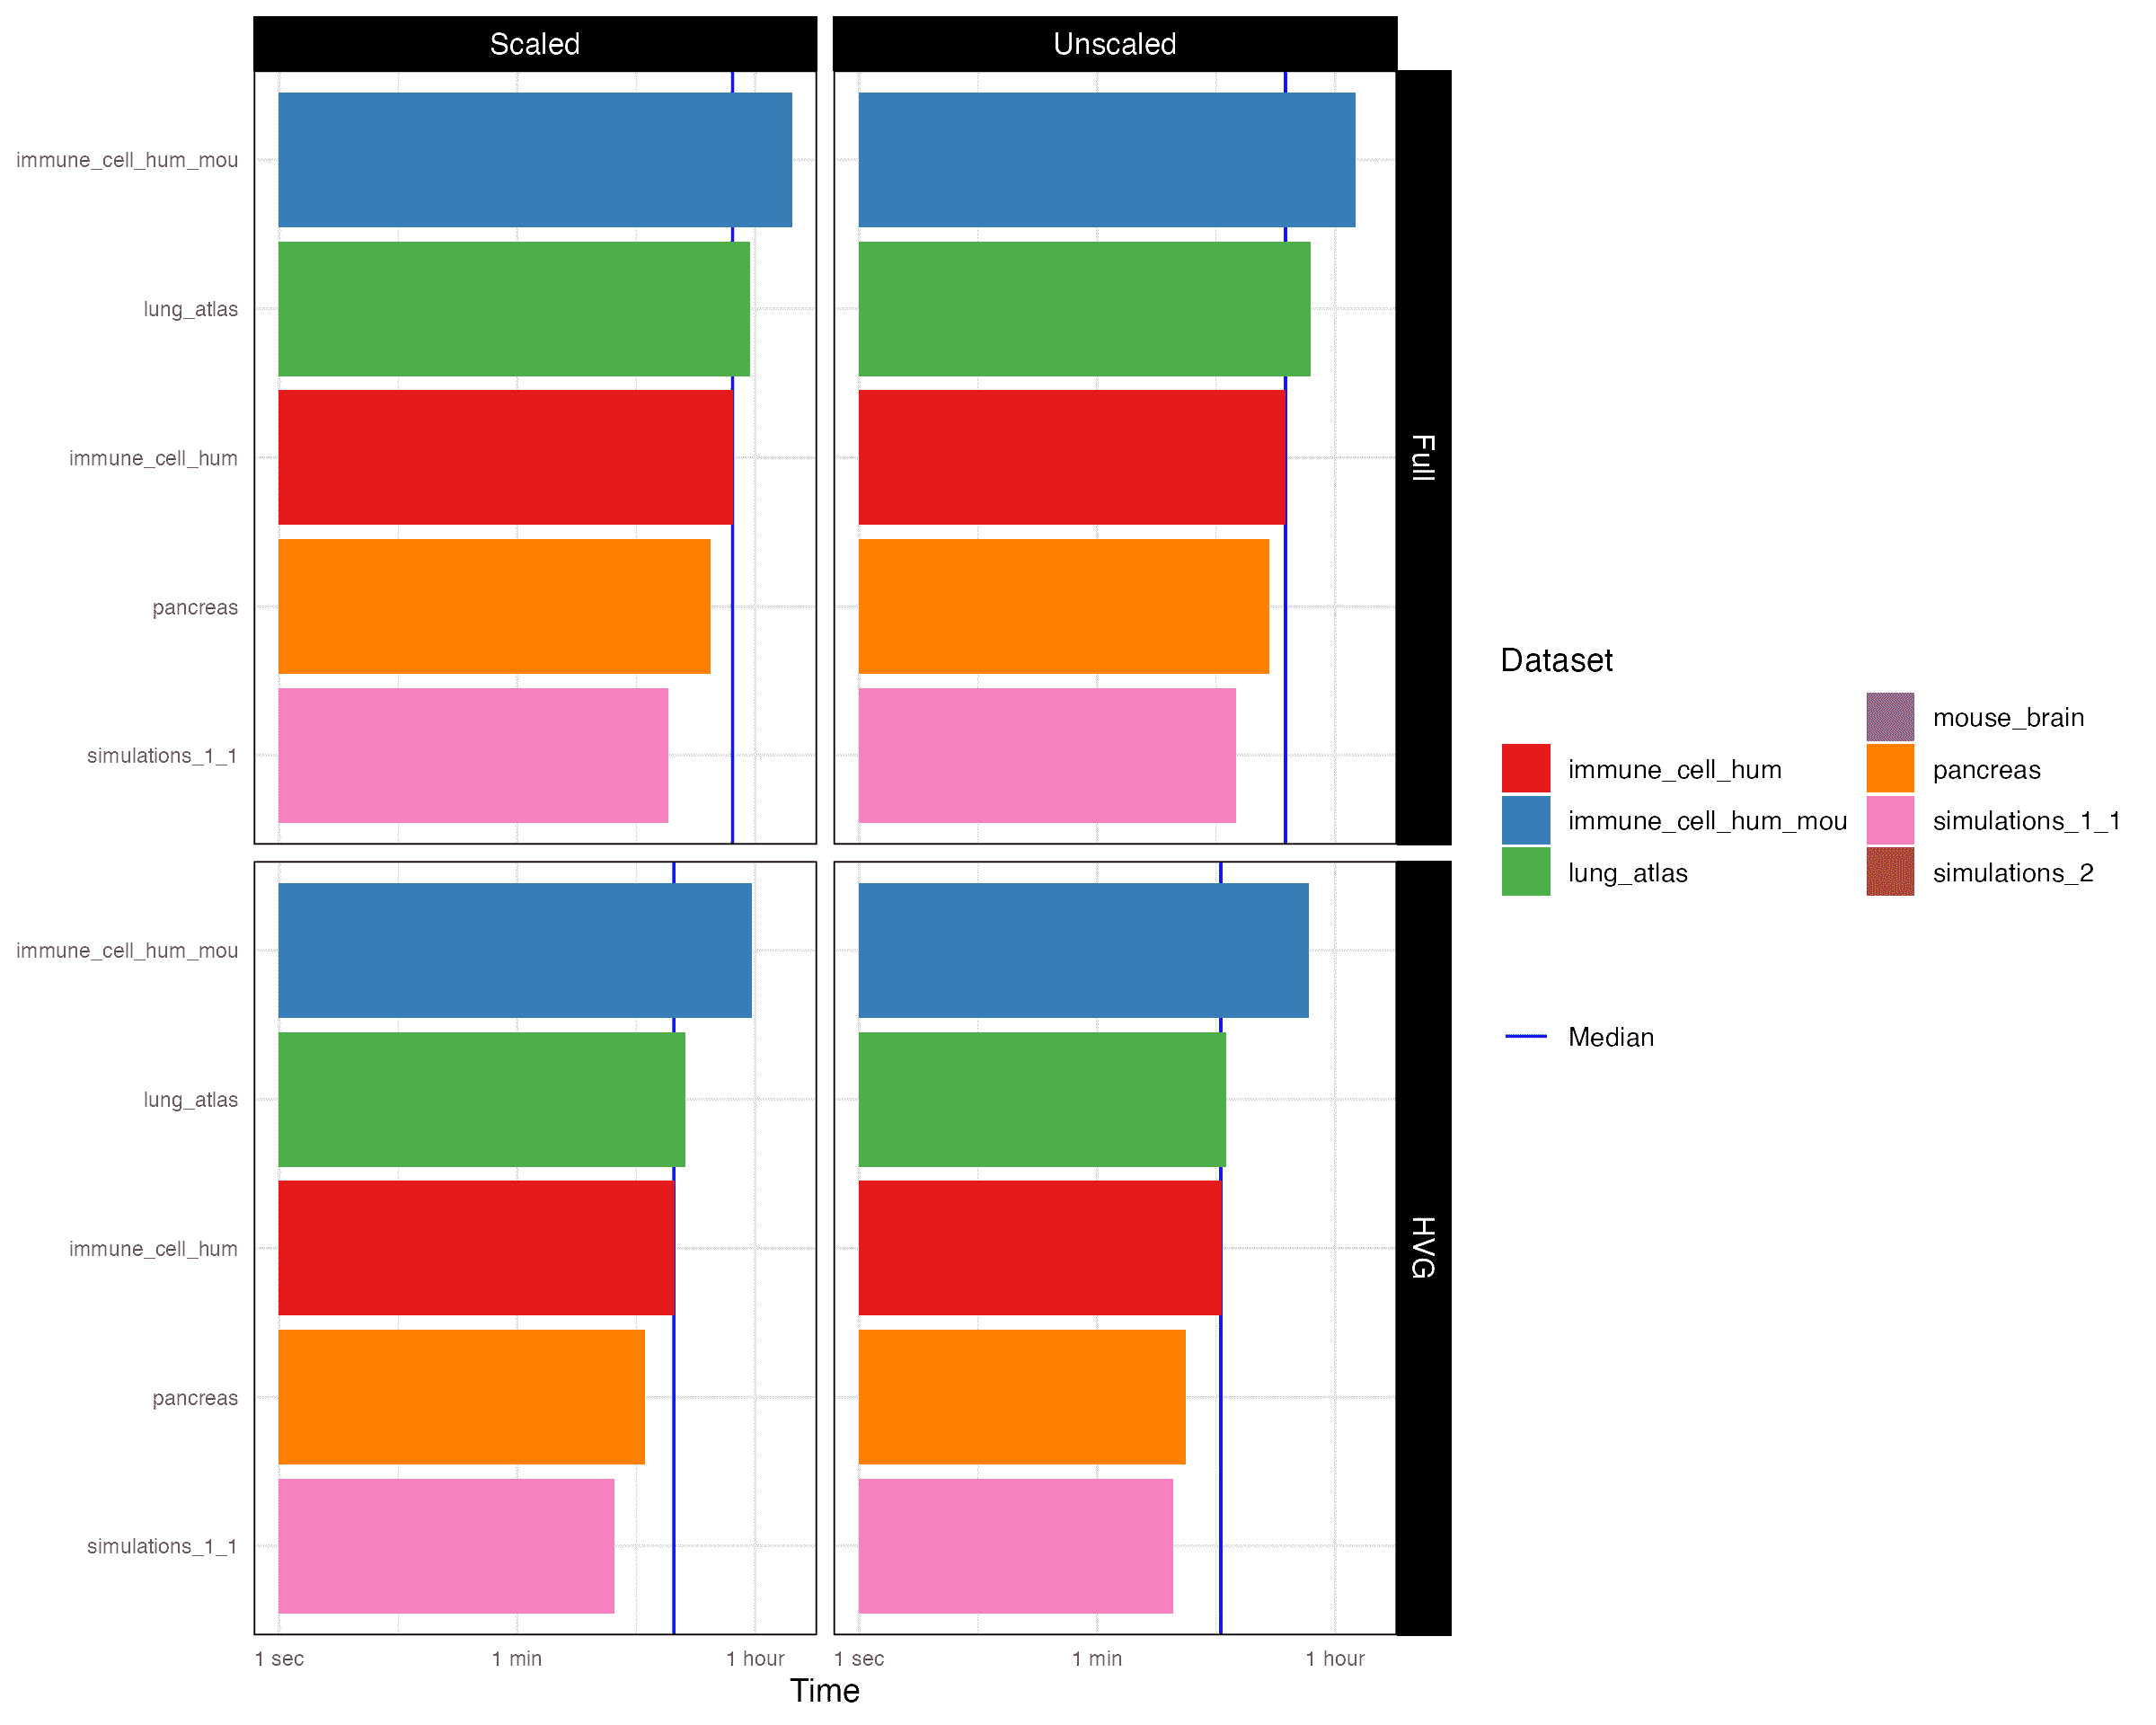 Scaled
Unscaled
Full
immune_cell_hum_mou
lung_atlas
immune_cell_hum
pancreas
simulations_1_1
HVG
immune_cell_hum_mou
lung_atlas
immune_cell_hum
pancreas
simulations_1_1
1 sec
1 min
1 hour
1 sec
1 min
1 hour
Time
Dataset
immune_cell_hum
immune_cell_hum_mou
lung_atlas
mouse_brain
pancreas
simulations_1_1
simulations_2
Median